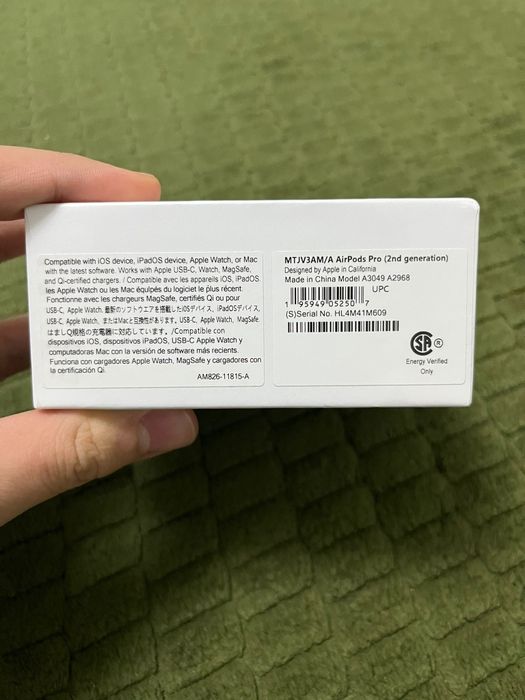 Compatible with iOS device, iPadOS device, Apple Watch, or Mac
with the latest software. Works with Apple USB-C, Watch, MagSafe,
and Qi-certified chargers. / Compatible avec les appareils iOS, iPadOS,
les Apple Watch ou les Mac équipés du logiciel le plus récent.
Fonctionne avec les chargeurs MagSafe, certifiés Qi ou pour
USB-C, Apple Watch. 最新のソフトウエアを搭載したiOSデバイス、iPadOSデバイス、
USB-C, Apple Watch、またはMacと互換性があります。USB-C, Apple Watch, MagSafe,
はましQi規格の充電器に対応しています。/Compatible con
dispositivos iOS, dispositivos iPadOS, USB-C Apple Watch y
computadoras Mac con la versión de software más recientes.
Funciona con cargadores Apple Watch, MagSafe y cargadores con
la certificación Qi.
AM826-11815-A
MTJV3AM/A AirPods Pro (2nd generation)
Designed by Apple in California
Made in China Model A3049 A2968
UPC
1 95949 05250 7
(S)Serial No. HL4M41M609
SA ®
Energy Verified
Only